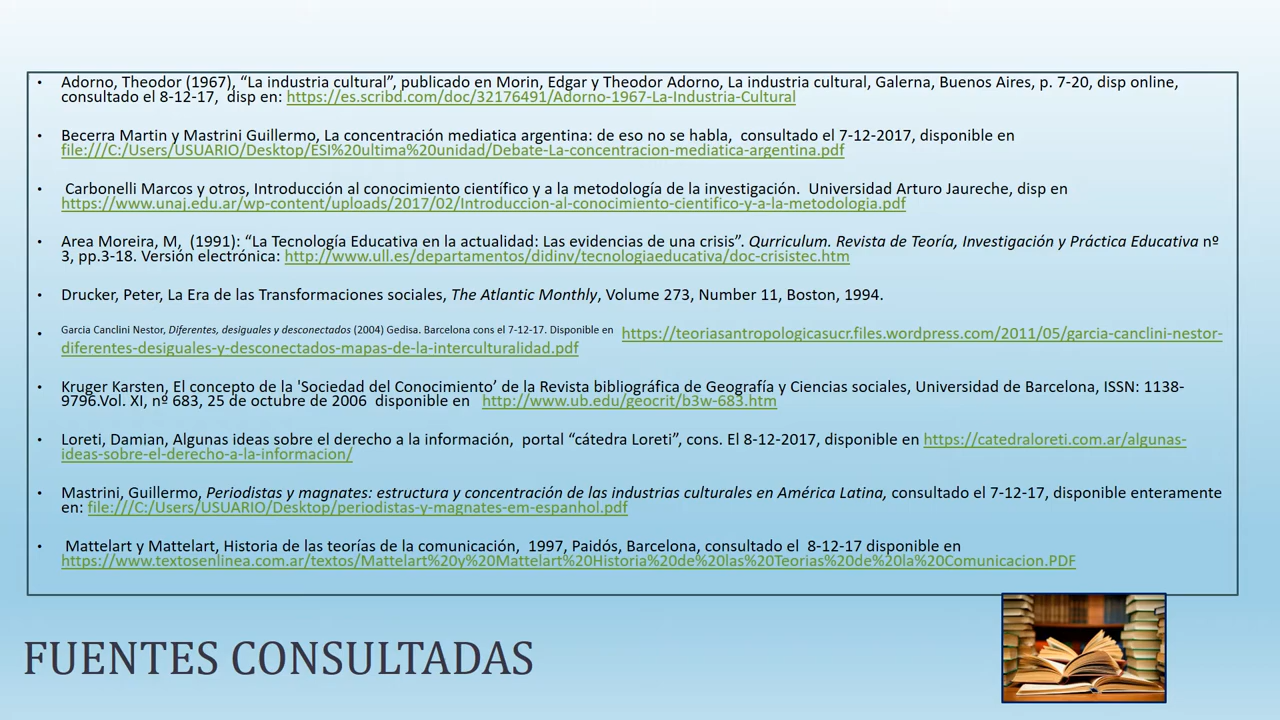 • Adorno, Theodor (1967), “La industria cultural”, publicado en Morin, Edgar y Theodor Adorno, La industria cultural, Galerna, Buenos Aires, p. 7-20, disp online,
consultado el 8-12-17,  disp en: https://es.scribd.com/doc/32176491/Adorno-1967-La-Industria-Cultural
• Becerra Martin y Mastrini Guillermo, La concentración mediatica argentina: de eso no se habla,  consultado el 7-12-2017, disponible en
file:///C:/Users/USUARIO/Desktop/ESI%20ultima%20unidad/Debate-La-concentracion-mediatica-argentina.pdf
• Carbonelli Marcos y otros, Introducción al conocimiento científico y a la metodología de la investigación.  Universidad Arturo Jaureche, disp en
https://www.unaj.edu.ar/wp-content/uploads/2017/02/Introduccion-al-conocimiento-cientifico-y-a-la-metodologia.pdf
• Area Moreira, M,  (1991): “La Tecnología Educativa en la actualidad: Las evidencias de una crisis”. Qurriculum. Revista de Teoría, Investigación y Práctica Educativa nº
3, pp.3-18. Versión electrónica: http://www.ull.es/departamentos/didinv/tecnologiaeducativa/doc-crisistec.htm
• Drucker, Peter, La Era de las Transformaciones sociales, The Atlantic Monthly, Volume 273, Number 11, Boston, 1994.
• Garcia Canclini Nestor, Diferentes, desiguales y desconectados (2004) Gedisa. Barcelona cons el 7-12-17. Disponible en  https://teoriasantropologicasucr.files.wordpress.com/2011/05/garcia-canclini-nestor-
diferentes-desiguales-y-desconectados-mapas-de-la-interculturalidad.pdf
• Kruger Karsten, El concepto de la 'Sociedad del Conocimiento’ de la Revista bibliográfica de Geografía y Ciencias sociales, Universidad de Barcelona, ISSN: 1138-
9796.Vol. XI, nº 683, 25 de octubre de 2006  disponible en   http://www.ub.edu/geocrit/b3w-683.htm
• Loreti, Damian, Algunas ideas sobre el derecho a la información,  portal “cátedra Loreti”, cons. El 8-12-2017, disponible en https://catedraloreti.com.ar/algunas-
ideas-sobre-el-derecho-a-la-informacion/
• Mastrini, Guillermo, Periodistas y magnates: estructura y concentración de las industrias culturales en América Latina, consultado el 7-12-17, disponible enteramente
en: file:///C:/Users/USUARIO/Desktop/periodistas-y-magnates-em-espanhol.pdf
• Mattelart y Mattelart, Historia de las teorías de la comunicación,  1997, Paidós, Barcelona, consultado el  8-12-17 disponible en
https://www.textosenlinea.com.ar/textos/Mattelart%20y%20Mattelart%20Historia%20de%20las%20Teorias%20de%20la%20Comunicacion.PDF
FUENTES CONSULTADAS